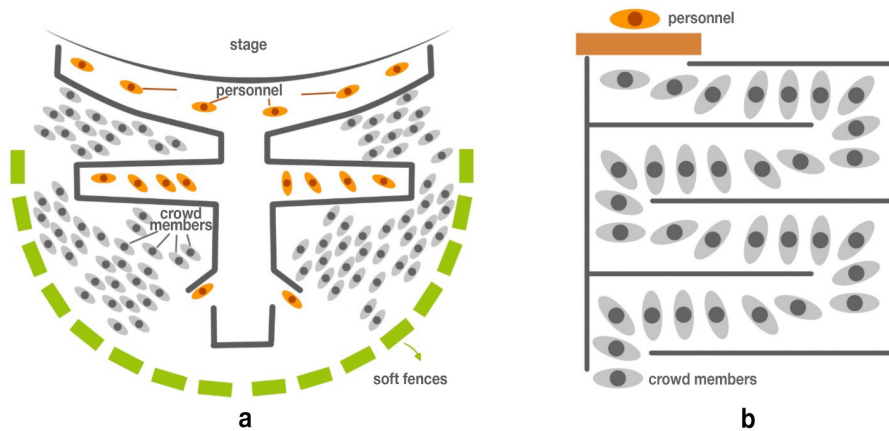 stage
personnel
crowd
members
soft fences
a
personnel
crowd members
b